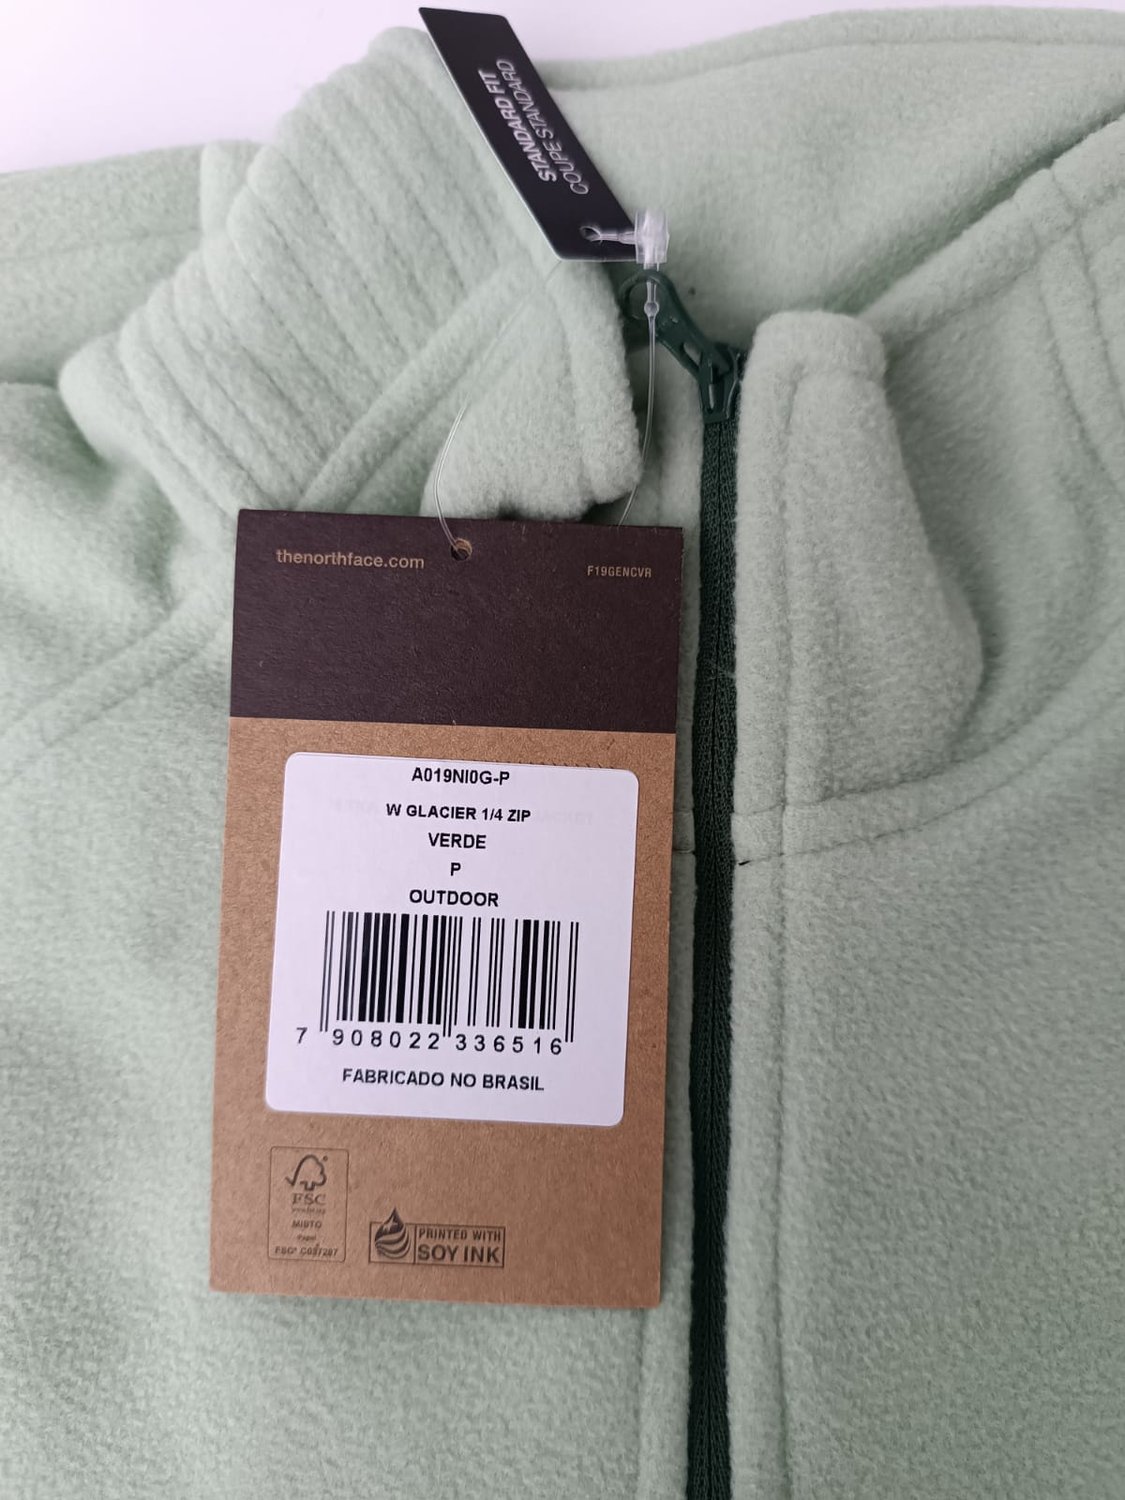 STANDARD FIT
COUPE STANDARD
thenorthface.com
F19GENCVR
A019NI0G-P
W GLACIER 1/4 ZIP
VERDE
P
OUTDOOR
7 908022 336516
FABRICADO NO BRASIL
FSC
MISTO
PRINTED WITH
SOY INK